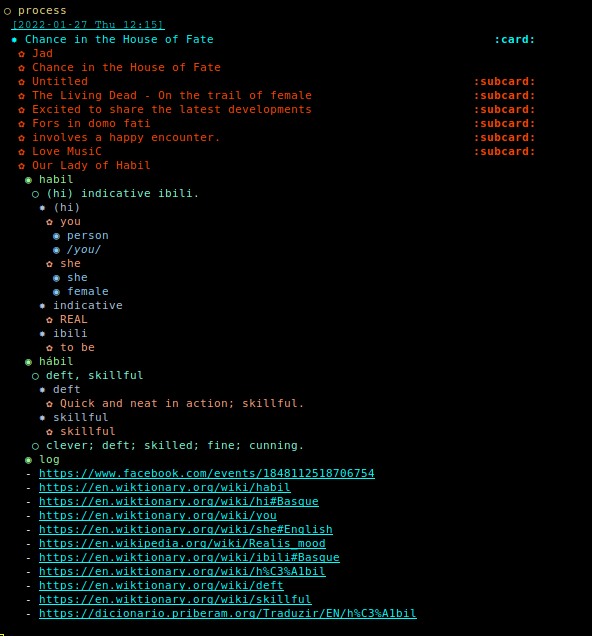 process
[2022-01-27 Thu 12:15]
Chance in the House of Fate :card:
Jad
Chance in the House of Fate
Untitled :subcard:
The Living Dead - On the trail of female :subcard:
Excited to share the latest developments :subcard:
Fors in domo fati :subcard:
involves a happy encounter. :subcard:
Love MusiC :subcard:
Our Lady of Habil
habil
(hi) indicative ibili.
(hi)
you
person
/you/
she
she
female
indicative
REAL
ibili
to be
hábil
deft, skillful
deft
Quick and neat in action; skillful.
skillful
skillful
clever; deft; skilled; fine; cunning.
log
- https://www.facebook.com/events/1848112518706754
- https://en.wiktionary.org/wiki/habil
- https://en.wiktionary.org/wiki/hi#Basque
- https://en.wiktionary.org/wiki/you
- https://en.wiktionary.org/wiki/she#English
- https://en.wikipedia.org/wiki/Realis_mood
- https://en.wiktionary.org/wiki/ibili#Basque
- https://en.wiktionary.org/wiki/h%C3%A1bil
- https://en.wiktionary.org/wiki/deft
- https://en.wiktionary.org/wiki/skillful
- https://dicionario.priberam.org/Traduzir/EN/h%C3%A1bil